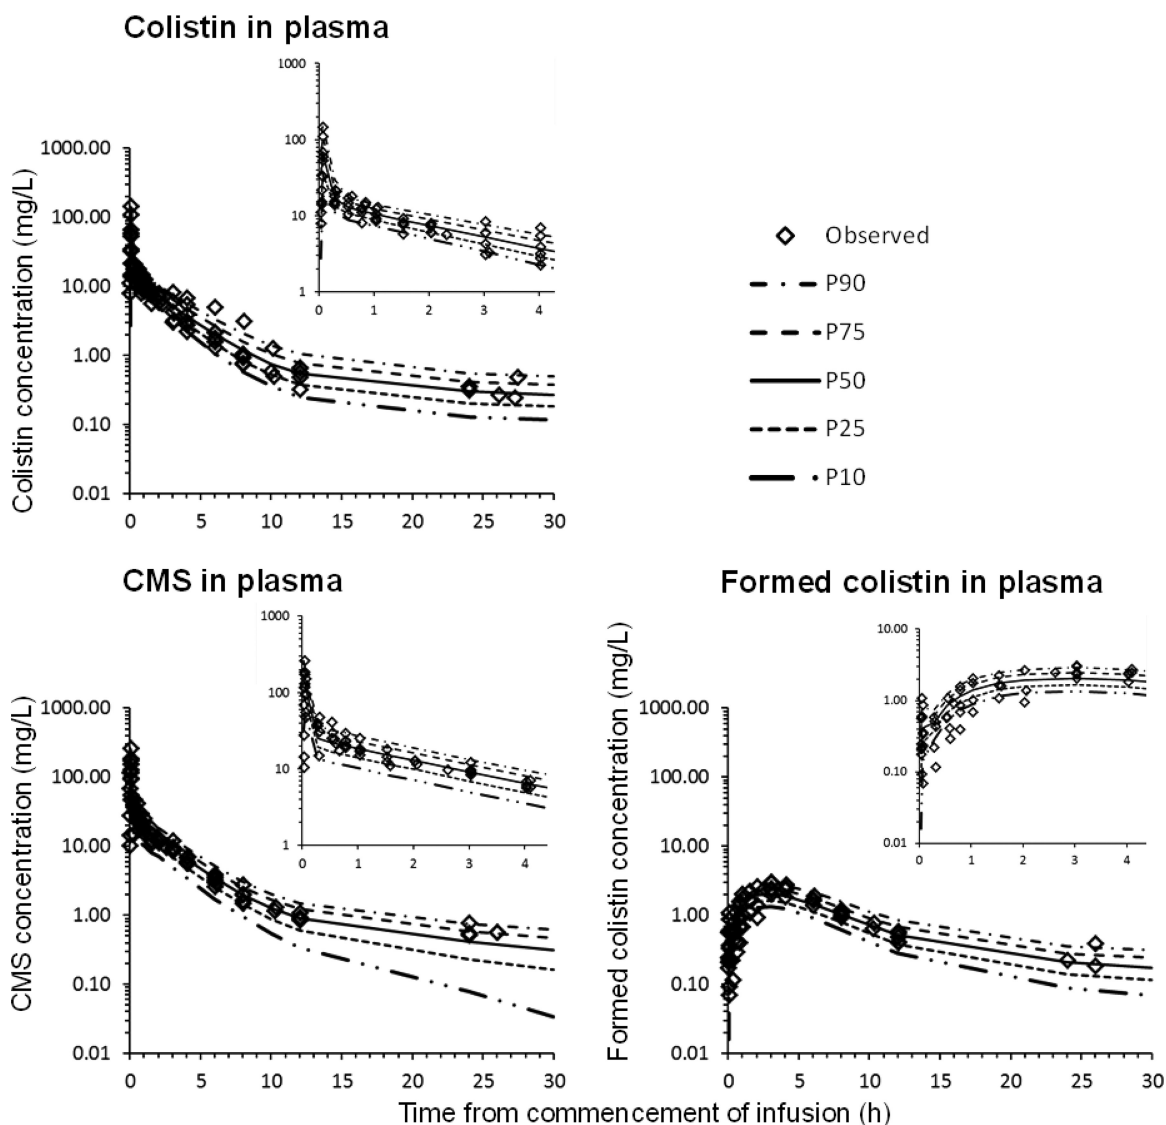 Colistin in plasma
Colistin concentration (mg/L)
1000.00
100.00
10.00
1.00
0.10
0.01
0 5 10 15 20 25 30
1000
100
10
1
0 1 2 3 4
Observed
P90
P75
P50
P25
P10
CMS in plasma
CMS concentration (mg/L)
1000.00
100.00
10.00
1.00
0.10
0.01
0 5 10 15 20 25 30
1000
100
10
1
0 1 2 3 4
Formed colistin in plasma
Formed colistin concentration (mg/L)
1000.00
100.00
10.00
1.00
0.10
0.01
0 5 10 15 20 25 30
10.00
1.00
0.10
0.01
0 1 2 3 4
Time from commencement of infusion (h)